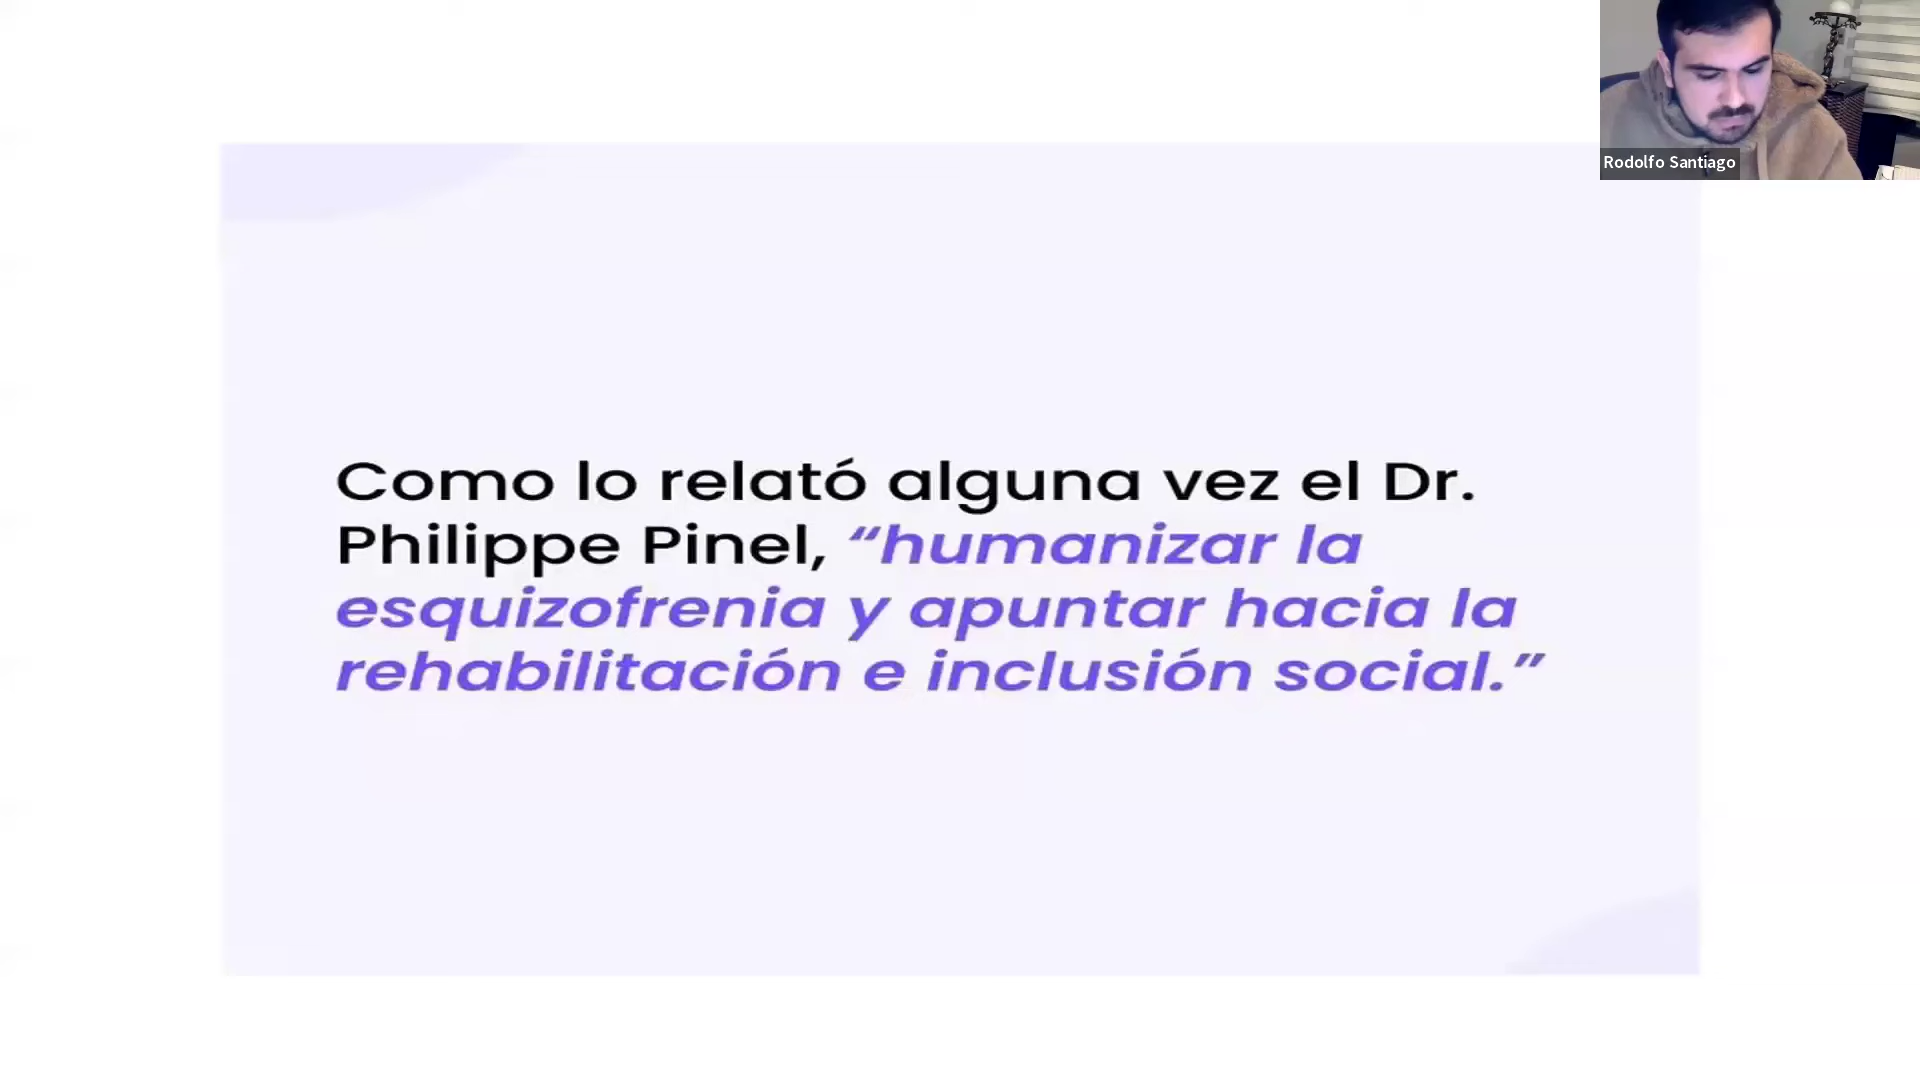 Rodolfo Santiago
Como lo relató alguna vez el Dr.
Philippe Pinel, “humanizar la
esquizofrenia y apuntar hacia la
rehabilitación e inclusión social.”